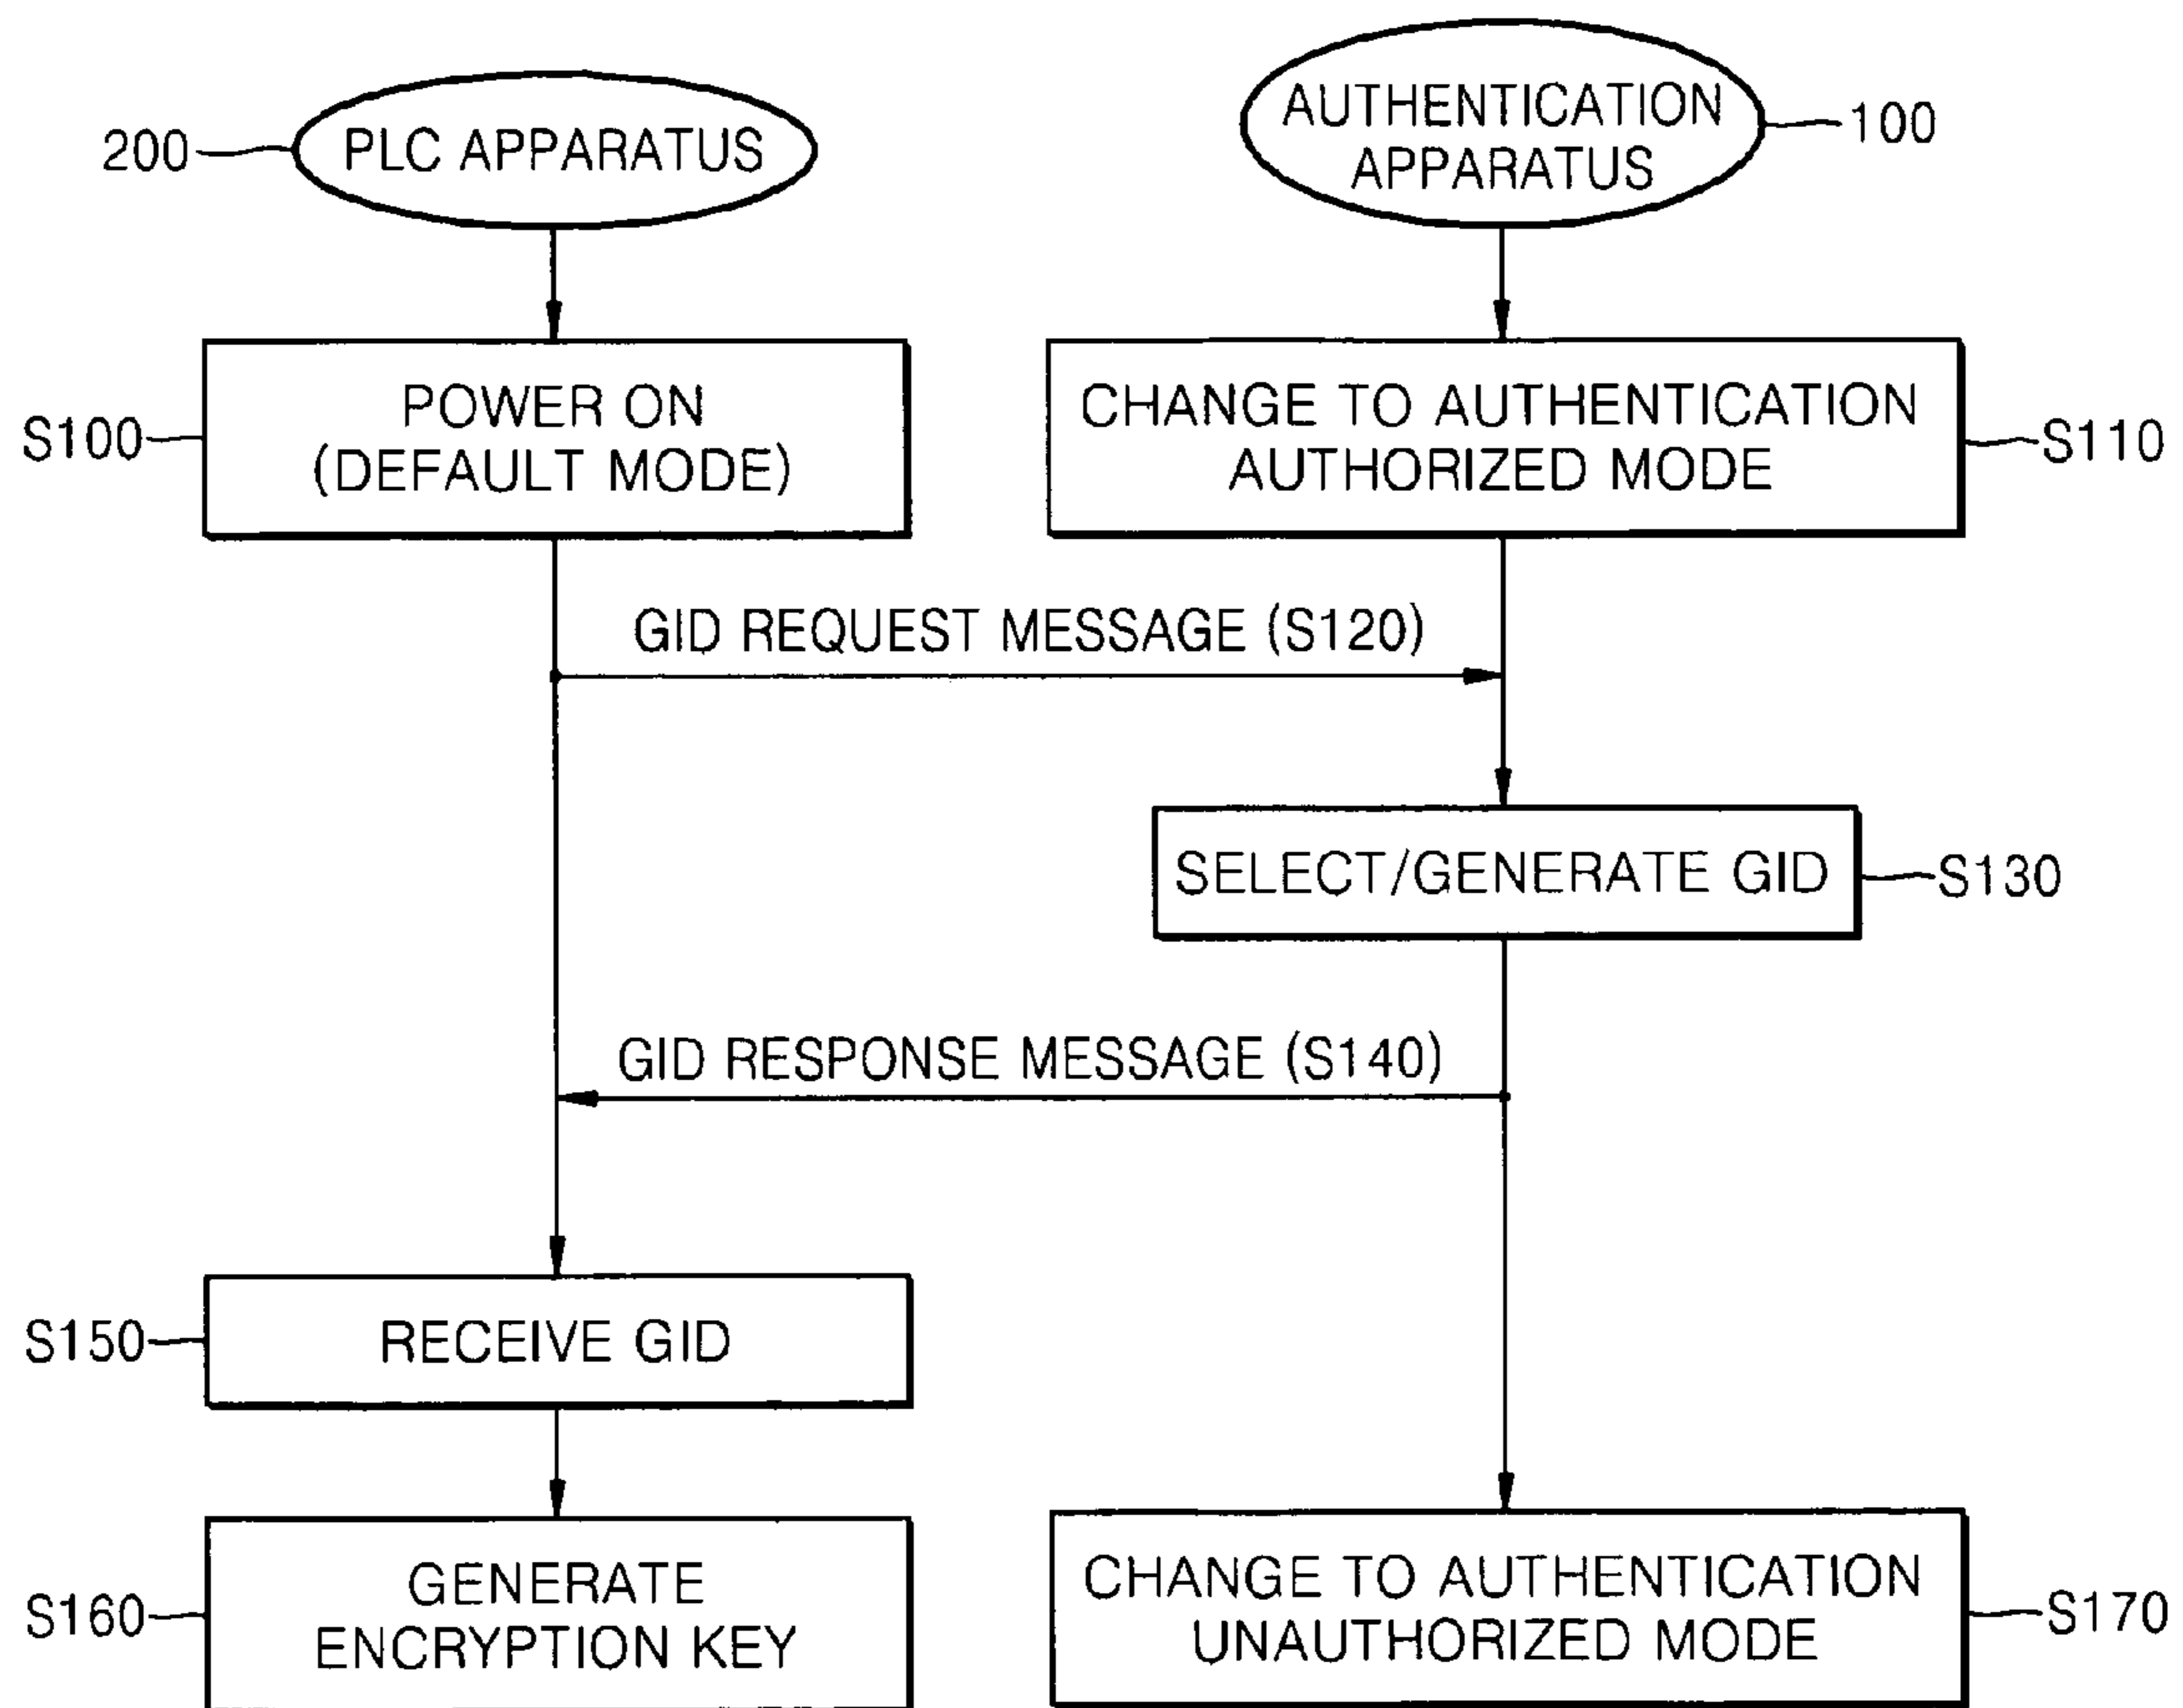 200
PLC APPARATUS
AUTHENTICATION
APPARATUS
100
S100
POWER ON
(DEFAULT MODE)
CHANGE TO AUTHENTICATION
AUTHORIZED MODE
S110
GID REQUEST MESSAGE (S120)
SELECT/GENERATE GID
S130
GID RESPONSE MESSAGE (S140)
S150
RECEIVE GID
S160
GENERATE
ENCRYPTION KEY
CHANGE TO AUTHENTICATION
UNAUTHORIZED MODE
S170